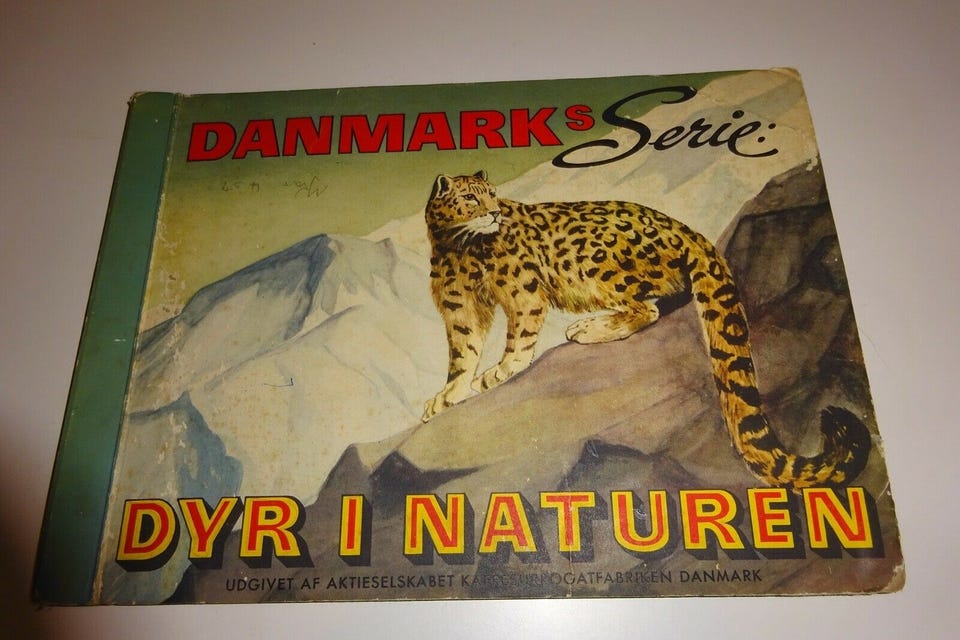 DANMARKs Serie:
DYR I NATUREN
UDGIVET AF AKTIESELSKABET KAFFESURROGATFABRIKEN DANMARK